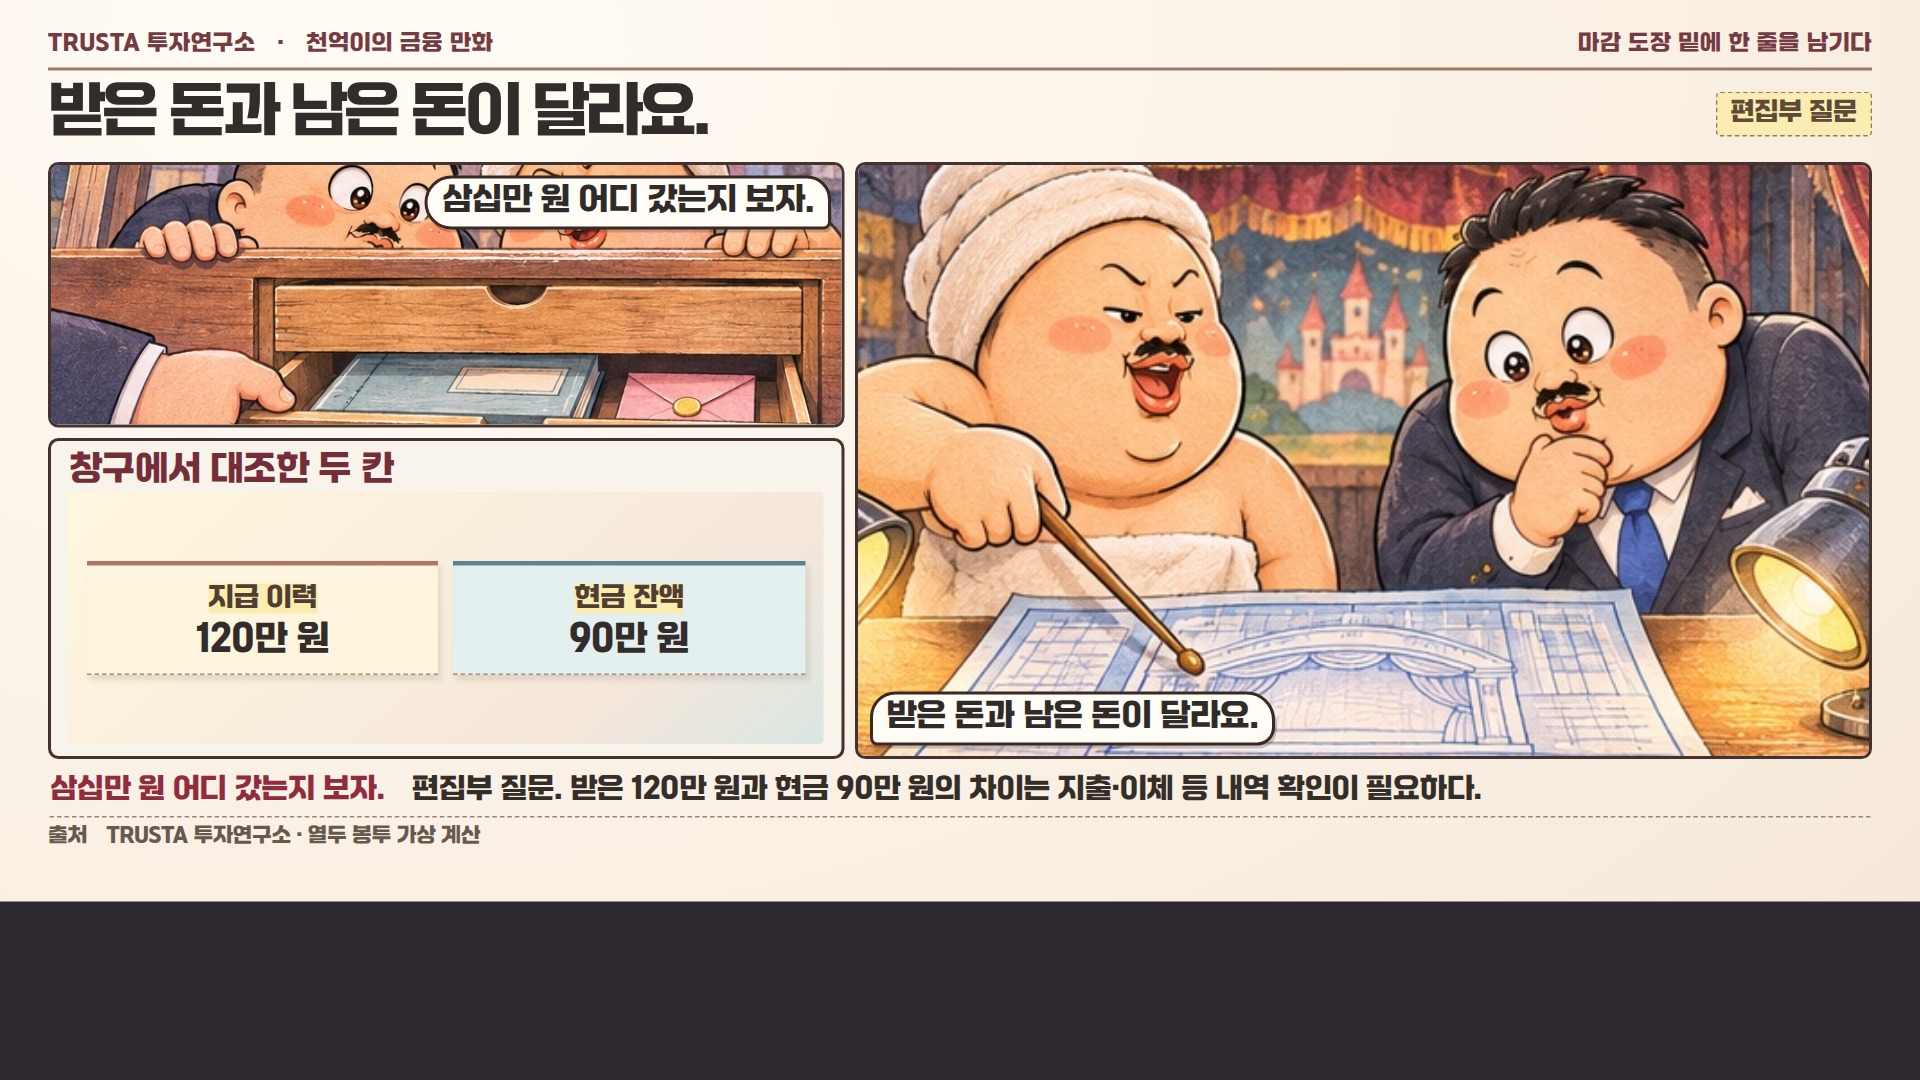 TRUSTA 투자연구소 · 천억이의 금융 만화
마감 도장 밑에 한 줄을 남기다
받은 돈과 남은 돈이 달라요.
편집부 질문
삼십만 원 어디 갔는지 보자.
창구에서 대조한 두 칸
지급 이력
120만 원
현금 잔액
90만 원
받은 돈과 남은 돈이 달라요.
삼십만 원 어디 갔는지 보자. 편집부 질문. 받은 120만 원과 현금 90만 원의 차이는 지출·이체 등 내역 확인이 필요하다.
출처 TRUSTA 투자연구소 · 열두 봉투 가상 계산